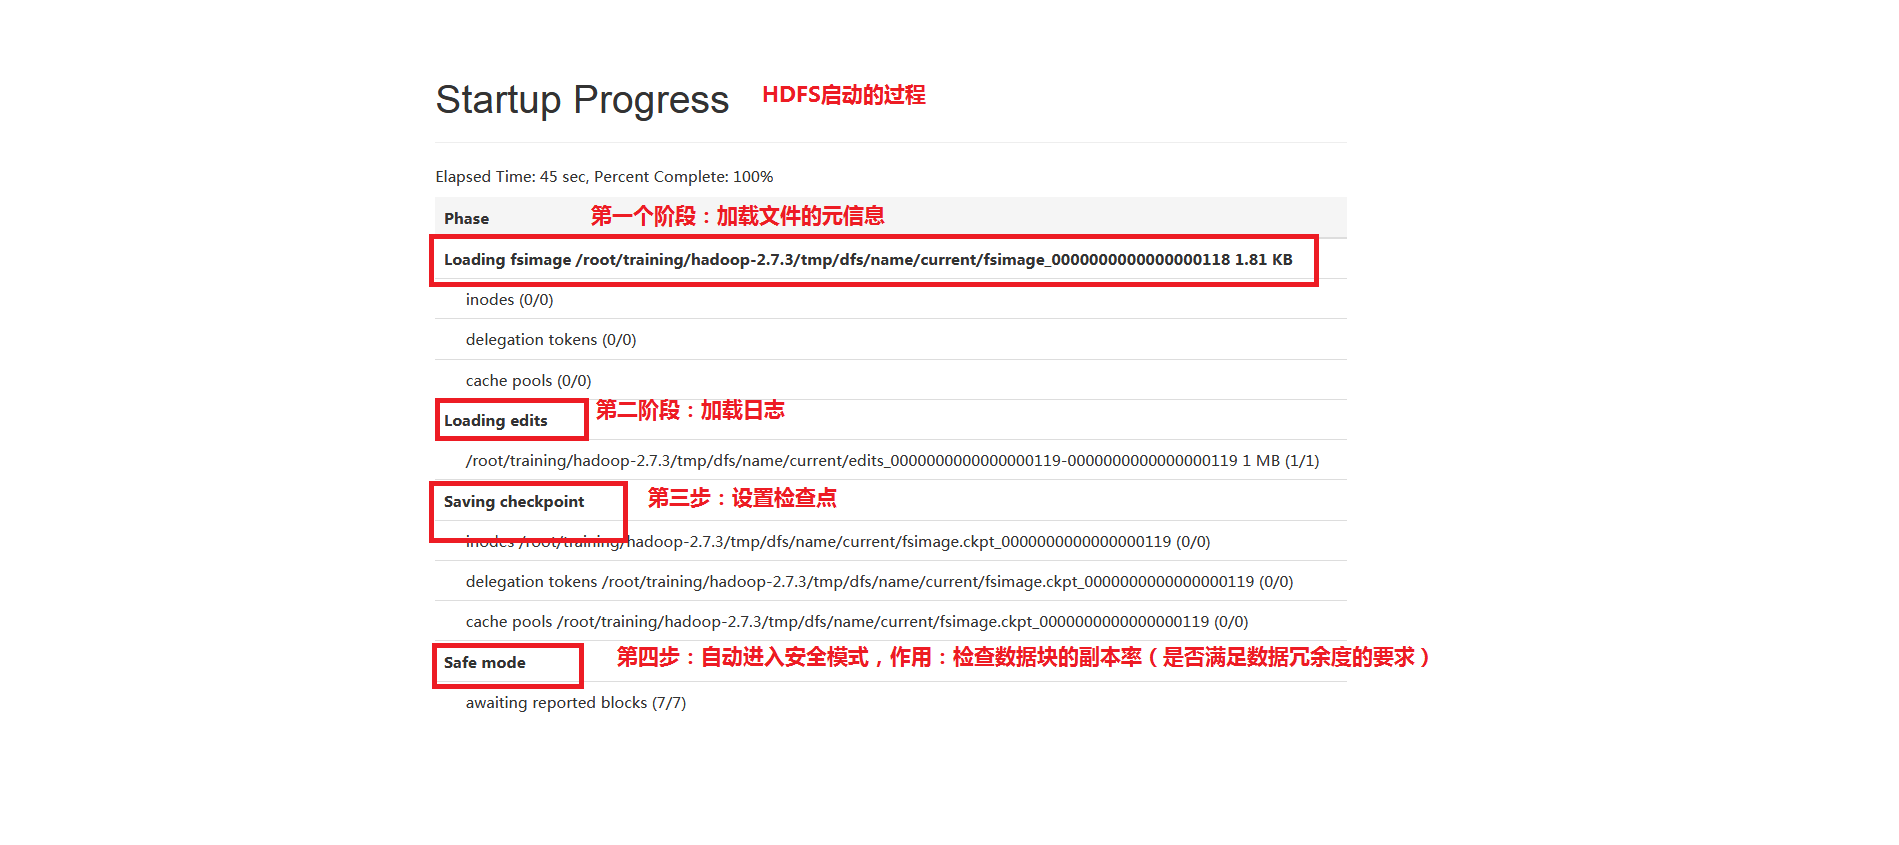 Startup Progress HDFS启动的过程
Elapsed Time: 45 sec, Percent Complete: 100%
Phase 第一个阶段：加载文件的元信息
Loading fsimage /root/training/hadoop-2.7.3/tmp/dfs/name/current/fsimage_0000000000000000118 1.81 KB
inodes (0/0)
delegation tokens (0/0)
cache pools (0/0)
Loading edits 第二阶段：加载日志
/root/training/hadoop-2.7.3/tmp/dfs/name/current/edits_0000000000000000119-0000000000000000119 1 MB (1/1)
Saving checkpoint 第三步：设置检查点
inodes /root/training/hadoop-2.7.3/tmp/dfs/name/current/fsimage.ckpt_0000000000000000119 (0/0)
delegation tokens /root/training/hadoop-2.7.3/tmp/dfs/name/current/fsimage.ckpt_0000000000000000119 (0/0)
cache pools /root/training/hadoop-2.7.3/tmp/dfs/name/current/fsimage.ckpt_0000000000000000119 (0/0)
Safe mode 第四步：自动进入安全模式，作用：检查数据块的副本率（是否满足数据冗余度的要求）
awaiting reported blocks (7/7)